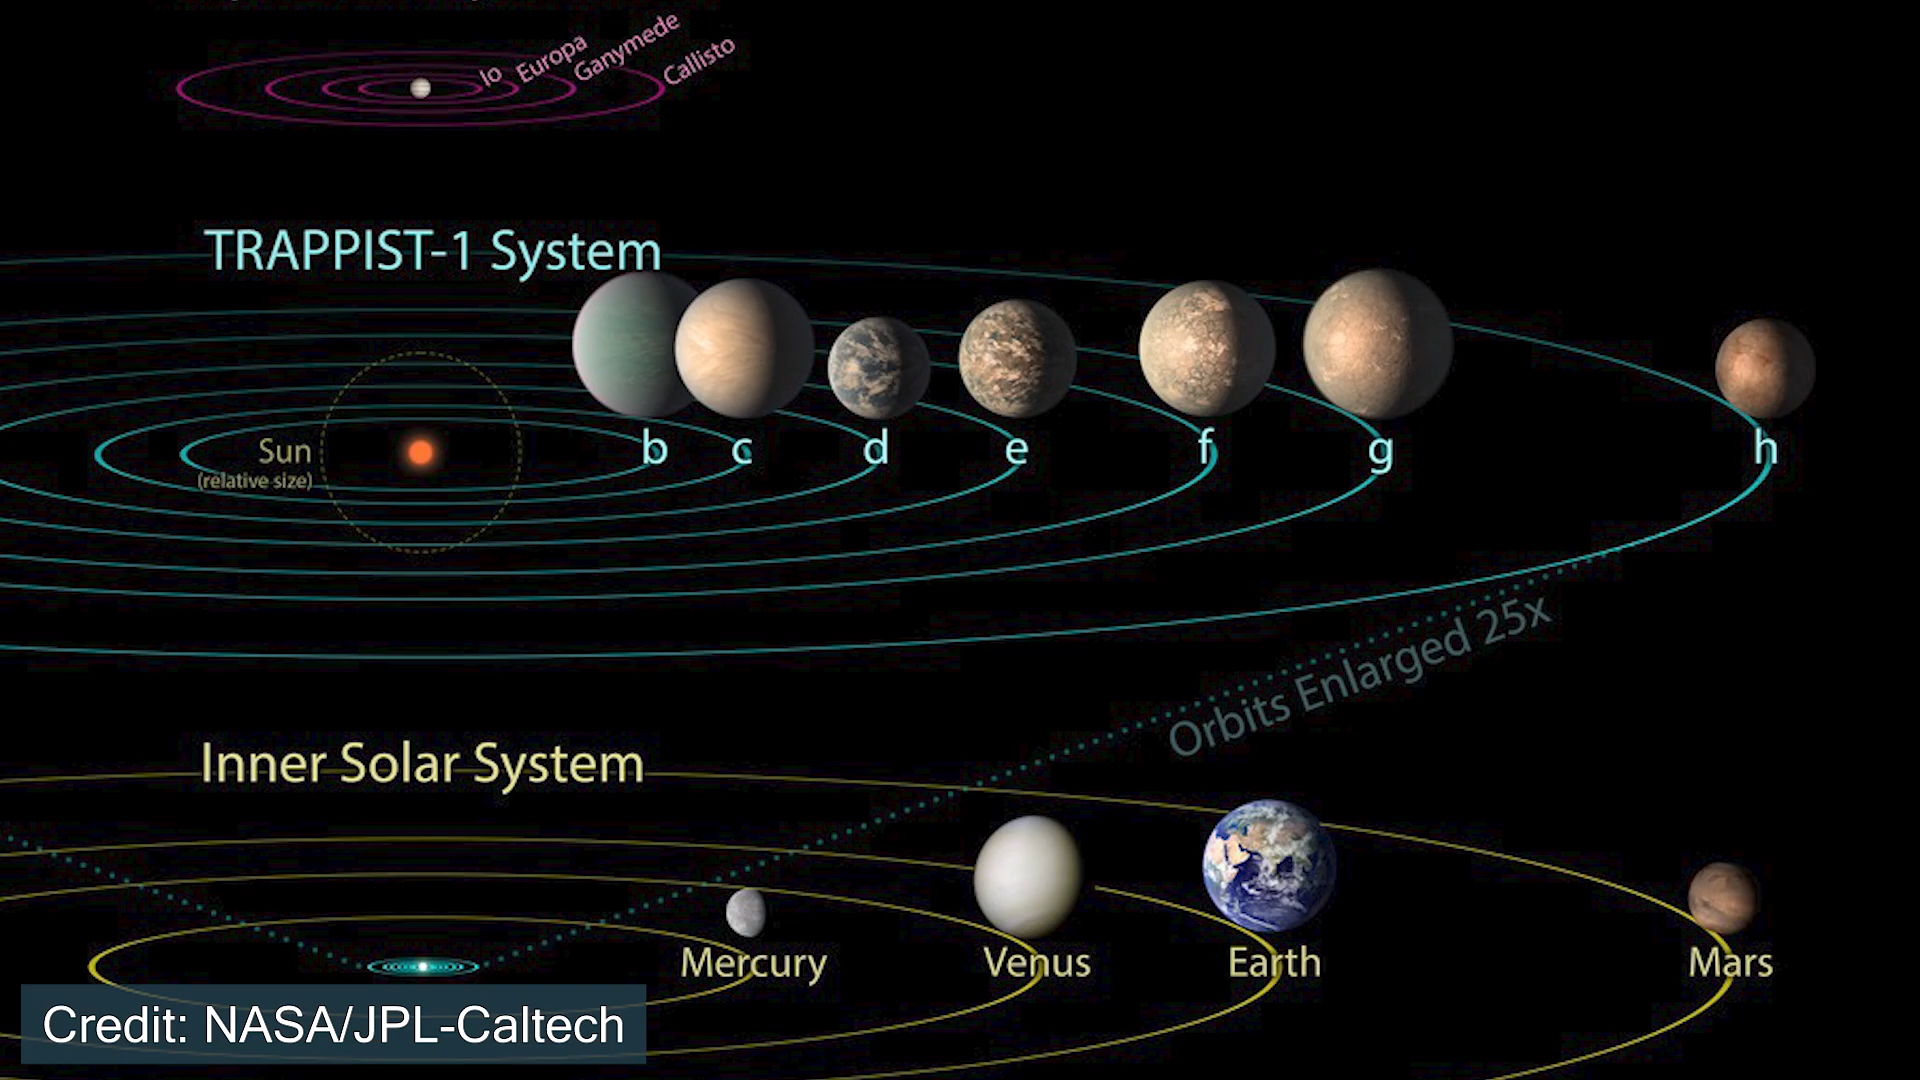 Io
Europa
Ganymede
Callisto
TRAPPIST-1 System
Sun
(relative size)
b
c
d
e
f
g
h
Orbits Enlarged 25x
Inner Solar System
Mercury
Venus
Earth
Mars
Credit: NASA/JPL-Caltech